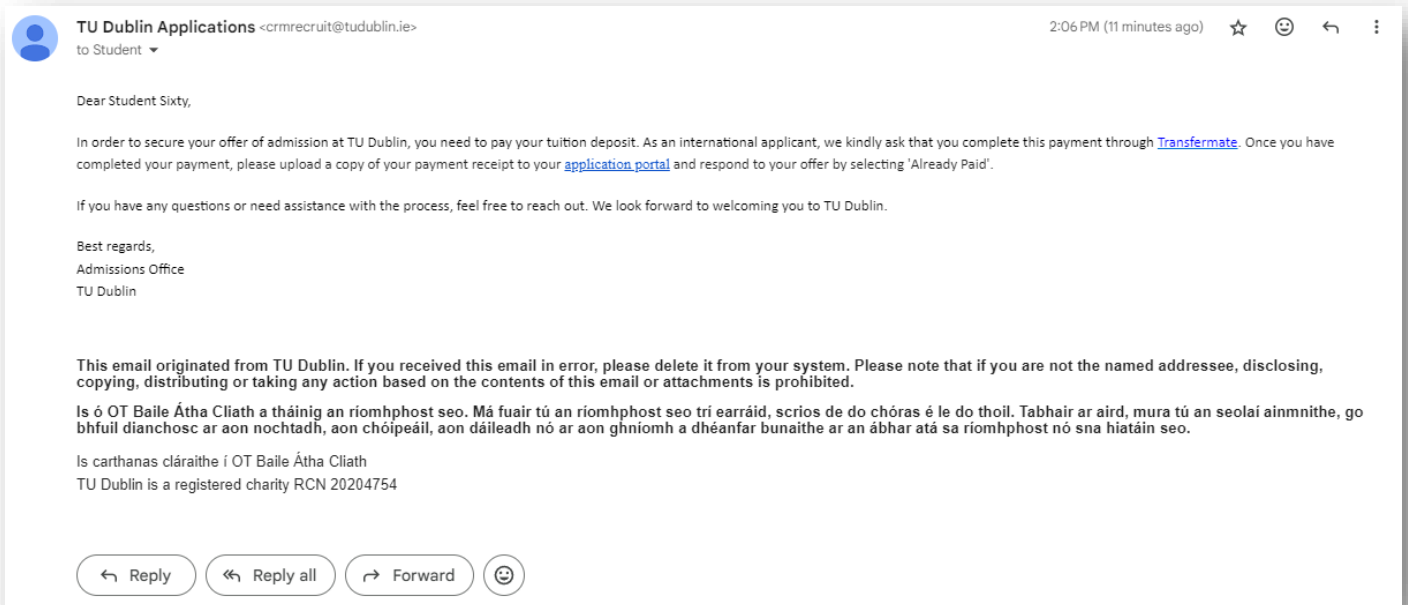 TU Dublin Applications <crmrecruit@tudublin.ie>
2:06 PM (11 minutes ago)
to Student
Dear Student Sixty,
In order to secure your offer of admission at TU Dublin, you need to pay your tuition deposit. As an international applicant, we kindly ask that you complete this payment through Transfermate. Once you have
completed your payment, please upload a copy of your payment receipt to your application portal and respond to your offer by selecting 'Already Paid'.
If you have any questions or need assistance with the process, feel free to reach out. We look forward to welcoming you to TU Dublin.
Best regards,
Admissions Office
TU Dublin
This email originated from TU Dublin. If you received this email in error, please delete it from your system. Please note that if you are not the named addressee, disclosing,
copying, distributing or taking any action based on the contents of this email or attachments is prohibited.
Is ó OT Baile Átha Cliath a tháinig an ríomhphost seo. Má fuair tú an ríomhphost seo trí earráid, scrios de do chóras é le do thoil. Tabhair ar aird, mura tú an seolaí ainmnithe, go
bhfuil dianchosc ar aon nochtadh, aon chóipeáil, aon dáileadh nó ar aon ghníomh a dhéanfar bunaithe ar an ábhar atá sa ríomhphost nó sna hiatáin seo.
Is carthanas cláraithe í OT Baile Átha Cliath
TU Dublin is a registered charity RCN 20204754
Reply
Reply all
Forward